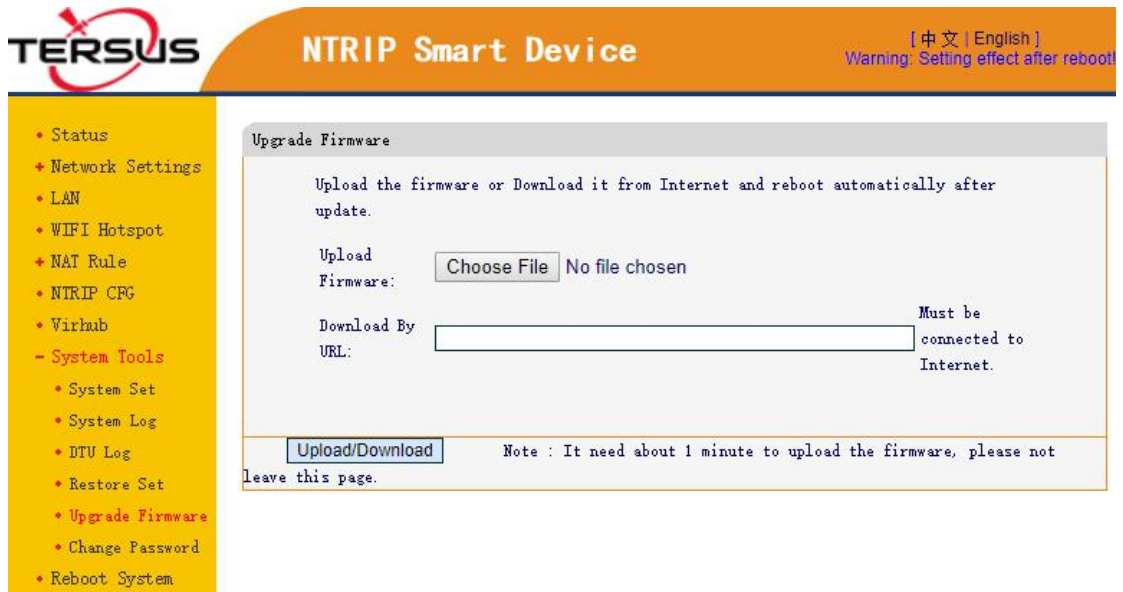 TERSUS
NTRIP Smart Device
[ 中文 | English ]
Warning: Setting effect after reboot!
Status
Network Settings
LAN
WIFI Hotspot
NAT Rule
NTRIP CFG
Virhub
System Tools
System Set
System Log
DTU Log
Restore Set
Upgrade Firmware
Change Password
Reboot System
Upgrade Firmware
Upload the firmware or Download it from Internet and reboot automatically after
update.
Upload
Firmware:
Choose File No file chosen
Download By
URL:
Must be
connected to
Internet.
Upload/Download Note : It need about 1 minute to upload the firmware, please not
leave this page.